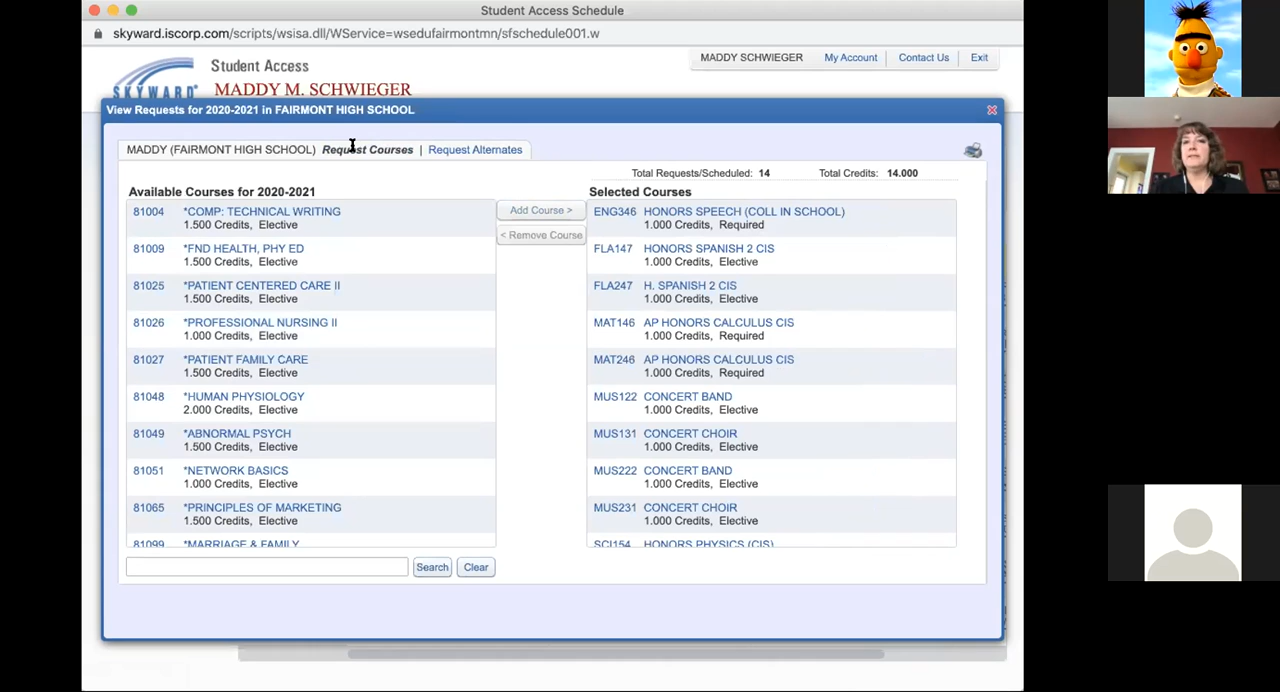 Student Access Schedule
skyward.iscorp.com/scripts/wsisa.dll/WService=wsedufairmontmn/sfschedule001.w
SKYWARD
Student Access
MADDY M. SCHWIEGER
MADDY SCHWIEGER My Account Contact Us Exit
View Requests for 2020-2021 in FAIRMONT HIGH SCHOOL
MADDY (FAIRMONT HIGH SCHOOL) Request Courses | Request Alternates
Total Requests/Scheduled: 14 Total Credits: 14.000
Available Courses for 2020-2021
81004 *COMP: TECHNICAL WRITING
1.500 Credits, Elective
81009 *FND HEALTH, PHY ED
1.500 Credits, Elective
81025 *PATIENT CENTERED CARE II
1.500 Credits, Elective
81026 *PROFESSIONAL NURSING II
1.000 Credits, Elective
81027 *PATIENT FAMILY CARE
1.500 Credits, Elective
81048 *HUMAN PHYSIOLOGY
2.000 Credits, Elective
81049 *ABNORMAL PSYCH
1.500 Credits, Elective
81051 *NETWORK BASICS
1.000 Credits, Elective
81065 *PRINCIPLES OF MARKETING
1.500 Credits, Elective
81099 *MARRIAGE & FAMILY
Add Course >
< Remove Course
Selected Courses
ENG346 HONORS SPEECH (COLL IN SCHOOL)
1.000 Credits, Required
FLA147 HONORS SPANISH 2 CIS
1.000 Credits, Elective
FLA247 H. SPANISH 2 CIS
1.000 Credits, Elective
MAT146 AP HONORS CALCULUS CIS
1.000 Credits, Required
MAT246 AP HONORS CALCULUS CIS
1.000 Credits, Required
MUS122 CONCERT BAND
1.000 Credits, Elective
MUS131 CONCERT CHOIR
1.000 Credits, Elective
MUS222 CONCERT BAND
1.000 Credits, Elective
MUS231 CONCERT CHOIR
1.000 Credits, Elective
SCI154 HONORS PHYSICS (CIS)
Search Clear